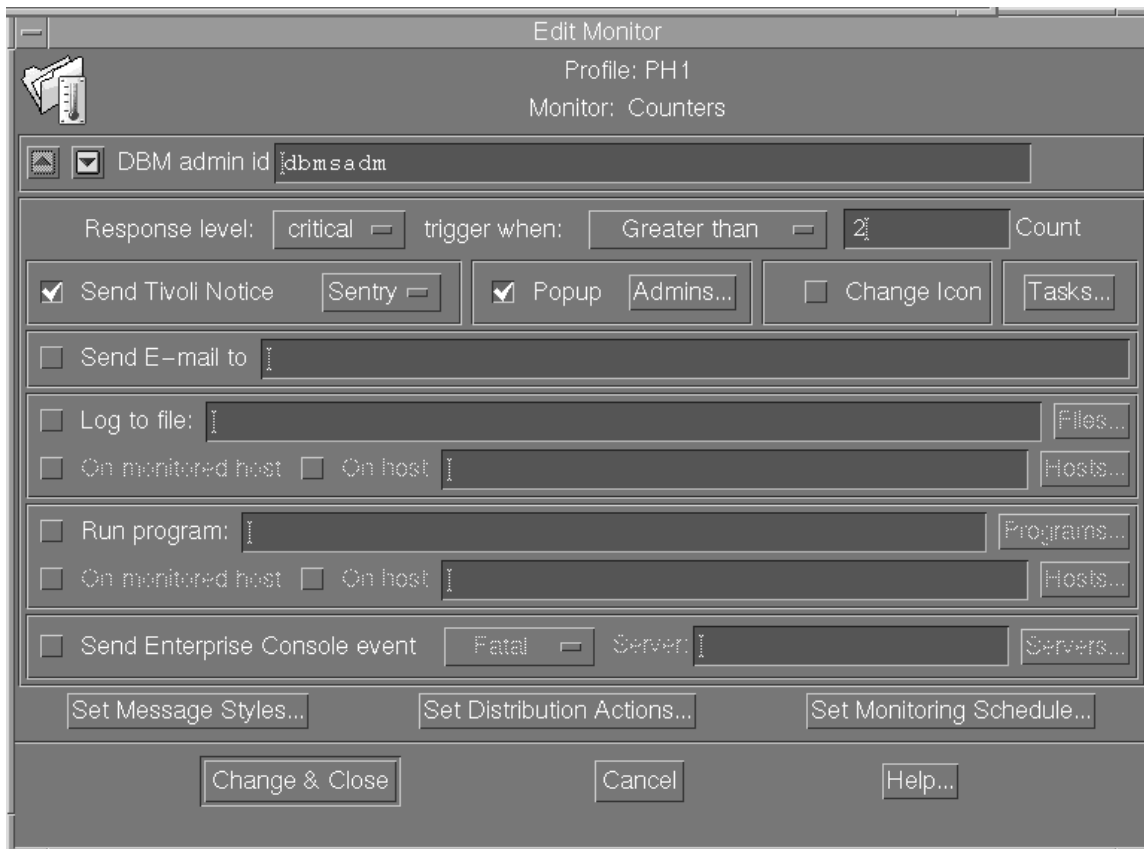 Edit Monitor
Profile: PH1
Monitor: Counters
DBM admin id dbmsadm
Response level: critical trigger when: Greater than 2 Count
Send Tivoli Notice Sentry Popup Admins... Change Icon Tasks...
Send E-mail to
Log to file: Files...
On monitored host On host Hosts...
Run program: Programs...
On monitored host On host Hosts...
Send Enterprise Console event Fatal Server: Servers...
Set Message Styles... Set Distribution Actions... Set Monitoring Schedule...
Change & Close Cancel Help...